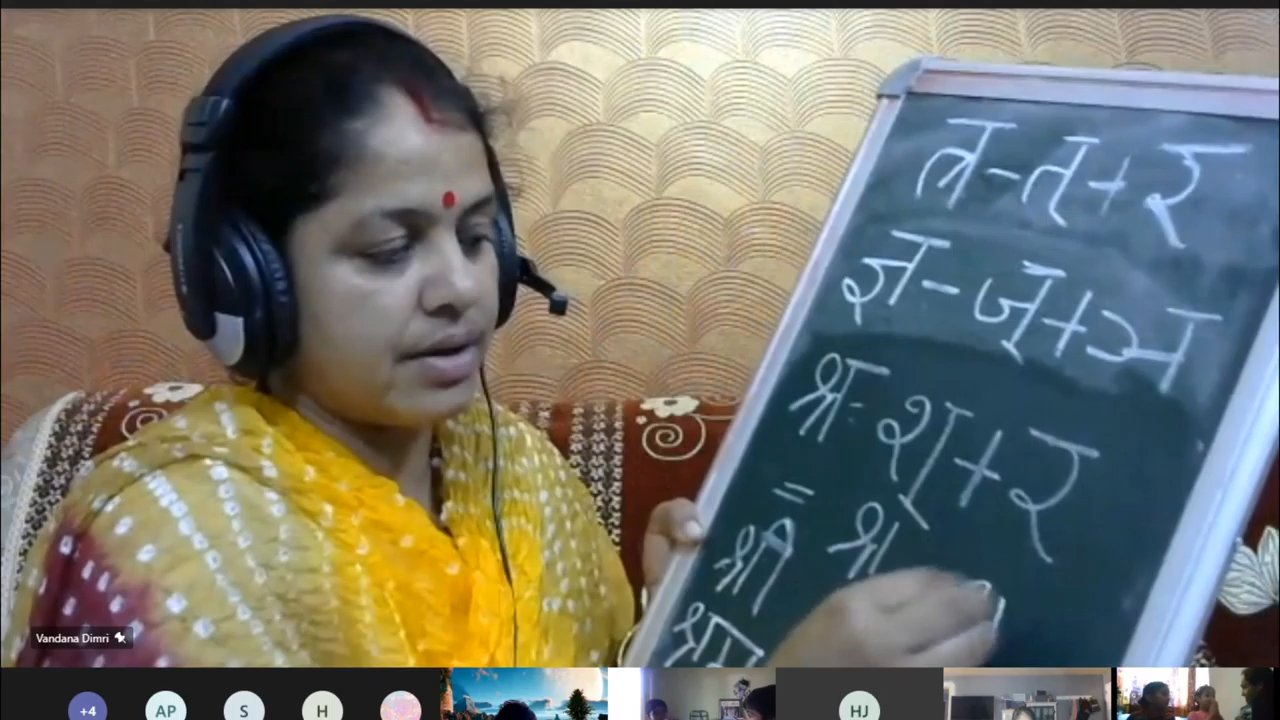 त्र - त् + र
ज्ञ - ज् + ञ
श्र - श् + र
= श्री श्र
Vandana Dimri
+4 AP S H HJ